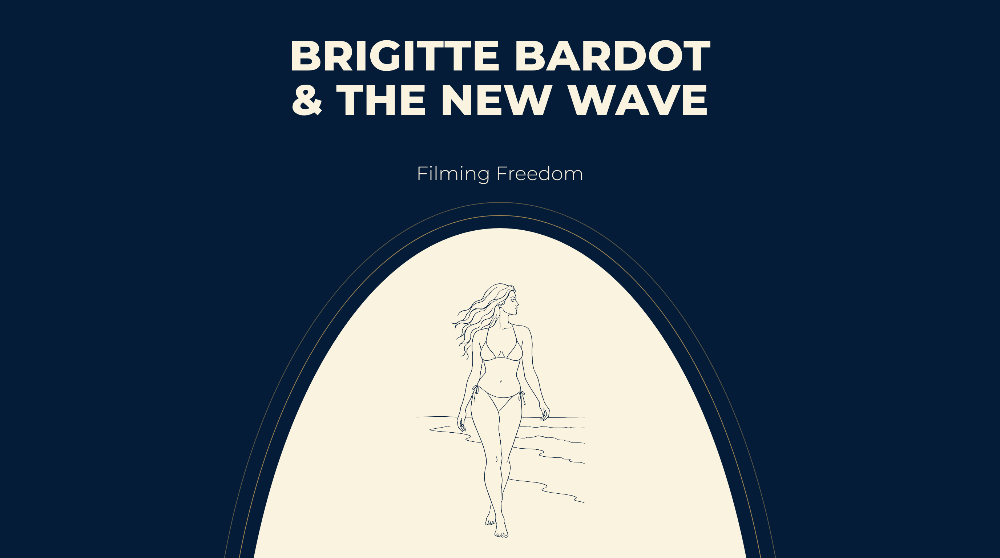 BRIGITTE BARDOT
& THE NEW WAVE
Filming Freedom